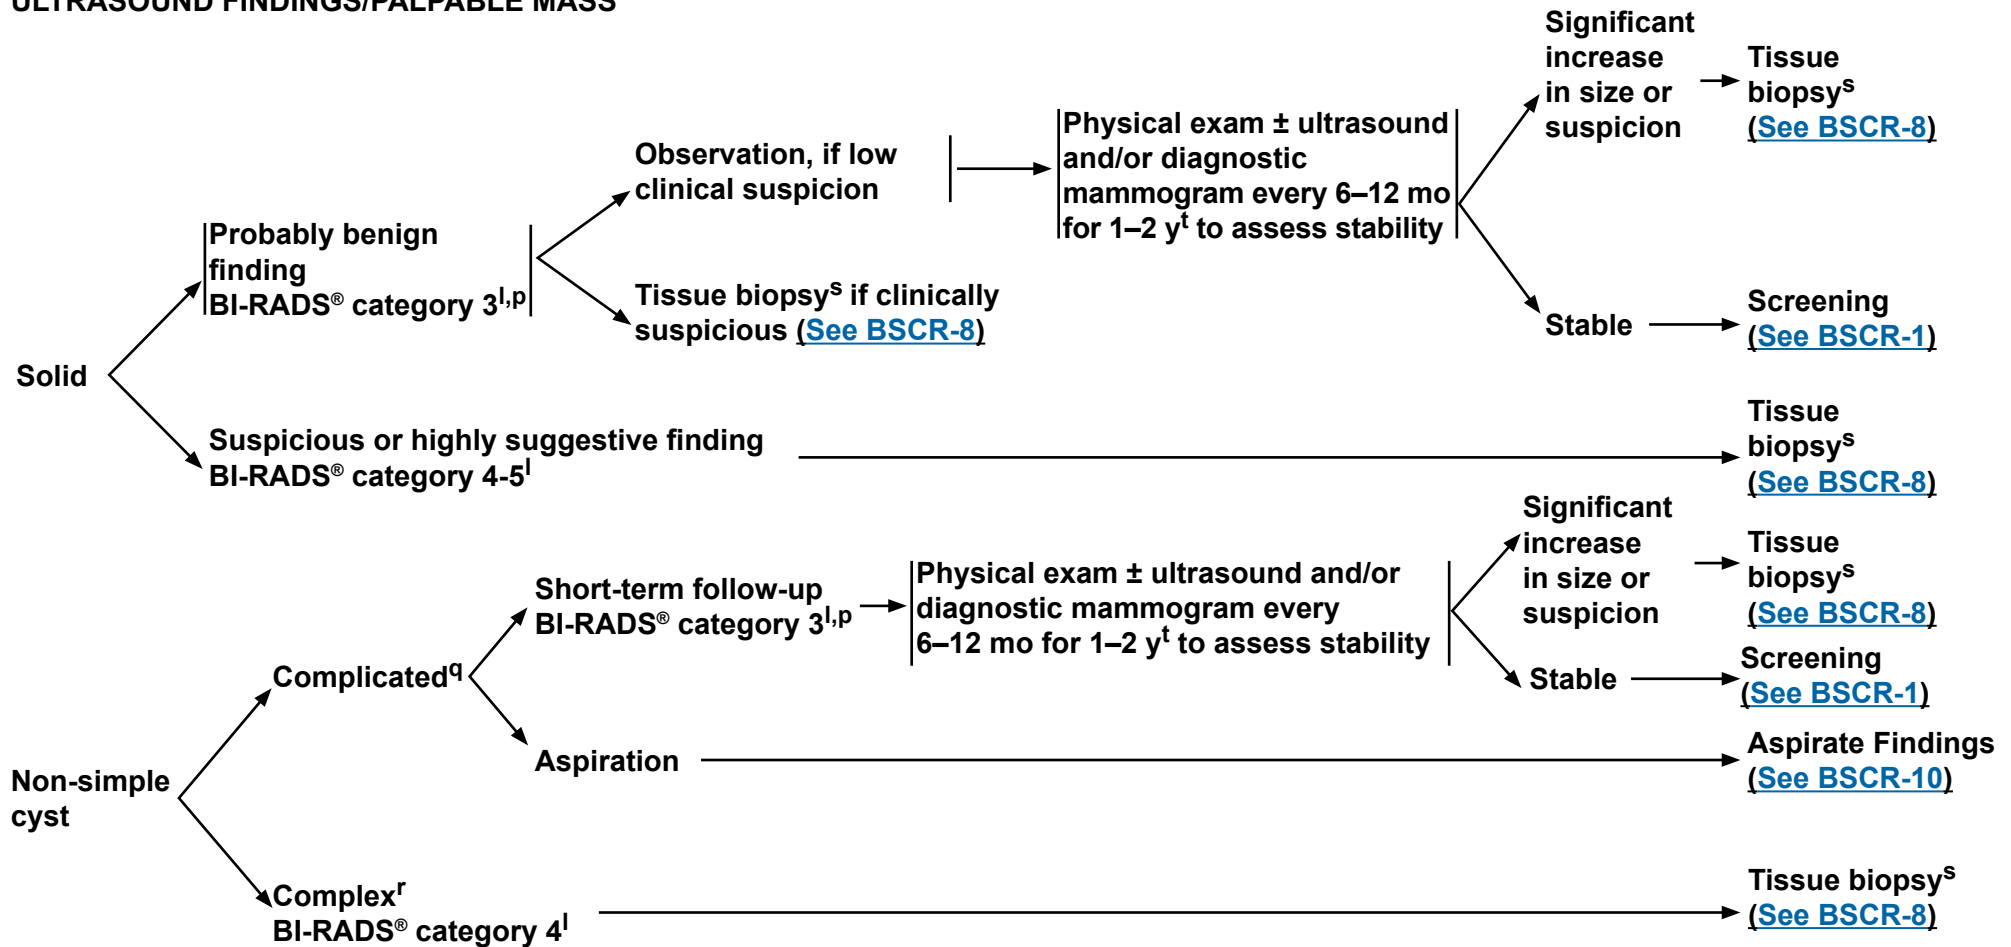 ULTRASOUND FINDINGS/PALPABLE MASS
Significant
increase
in size or
suspicion
Tissue
biopsyˢ
(See BSCR-8)
Physical exam ± ultrasound
and/or diagnostic
mammogram every 6–12 mo
for 1–2 yᵗ to assess stability
Observation, if low
clinical suspicion
Probably benign
finding
BI-RADS® category 3ˡ,ᵖ
Tissue biopsyˢ if clinically
suspicious (See BSCR-8)
Stable
Screening
(See BSCR-1)
Solid
Suspicious or highly suggestive finding
BI-RADS® category 4-5ˡ
Tissue
biopsyˢ
(See BSCR-8)
Significant
increase
in size or
suspicion
Tissue
biopsyˢ
(See BSCR-8)
Short-term follow-up
BI-RADS® category 3ˡ,ᵖ
Physical exam ± ultrasound and/or
diagnostic mammogram every
6–12 mo for 1–2 yᵗ to assess stability
Complicated𐞥
Stable
Screening
(See BSCR-1)
Aspiration
Aspirate Findings
(See BSCR-10)
Non-simple
cyst
Complexʳ
BI-RADS® category 4ˡ
Tissue biopsyˢ
(See BSCR-8)